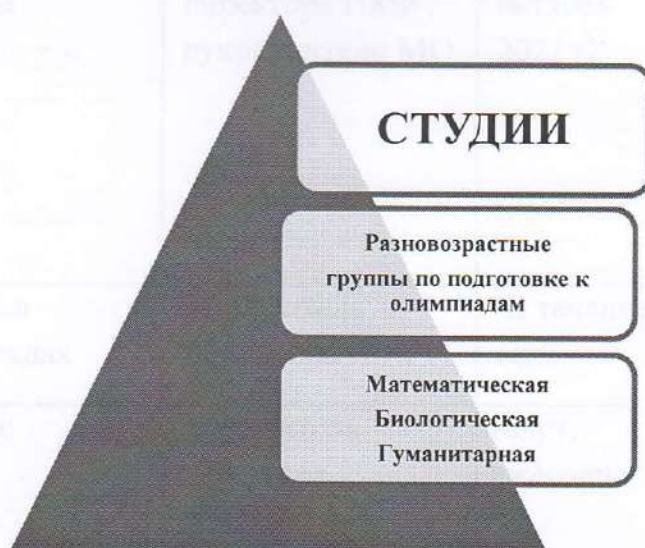 СТУДИИ
Разновозрастные
группы по подготовке к
олимпиадам
Математическая
Биологическая
Гуманитарная